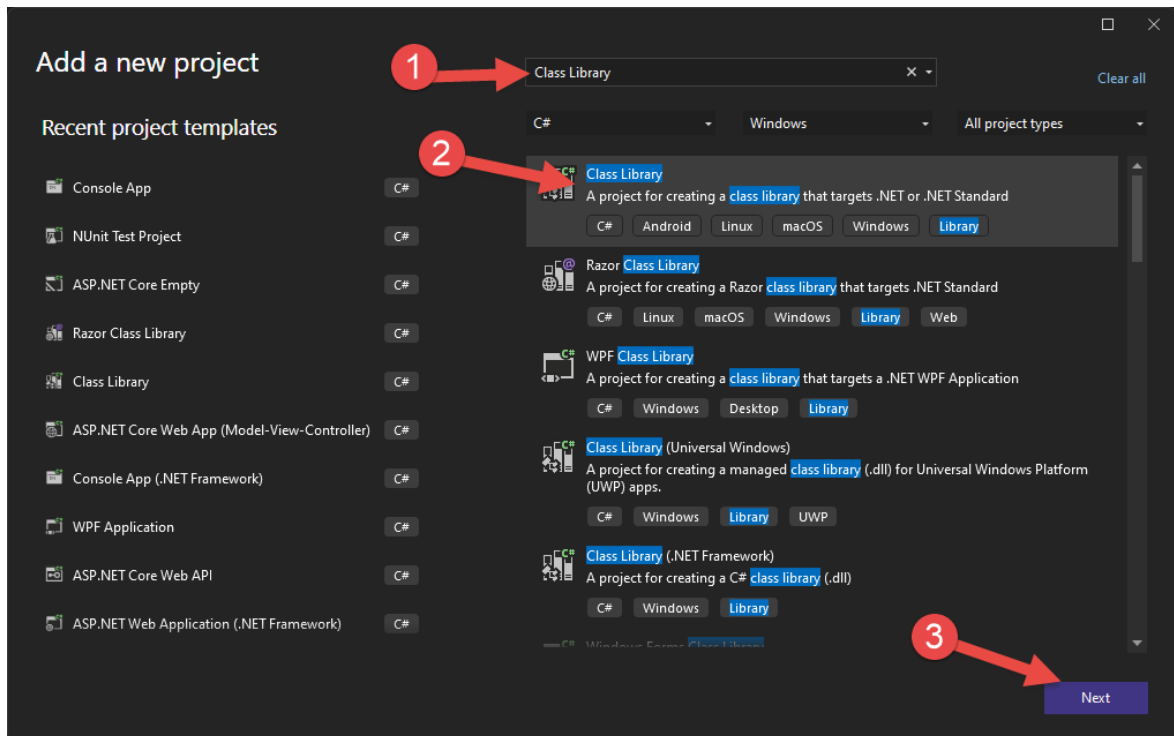 Add a new project
1
Class Library
Clear all
Recent project templates
C# Windows All project types
2
Console App C#
NUnit Test Project C#
ASP.NET Core Empty C#
Razor Class Library C#
Class Library C#
ASP.NET Core Web App (Model-View-Controller) C#
Console App (.NET Framework) C#
WPF Application C#
ASP.NET Core Web API C#
ASP.NET Web Application (.NET Framework) C#
Class Library
A project for creating a class library that targets .NET or .NET Standard
C# Android Linux macOS Windows Library
Razor Class Library
A project for creating a Razor class library that targets .NET Standard
C# Linux macOS Windows Library Web
WPF Class Library
A project for creating a class library that targets a .NET WPF Application
C# Windows Desktop Library
Class Library (Universal Windows)
A project for creating a managed class library (.dll) for Universal Windows Platform
(UWP) apps.
C# Windows Library UWP
Class Library (.NET Framework)
A project for creating a C# class library (.dll)
C# Windows Library
Windows Forms Class Library
3
Next